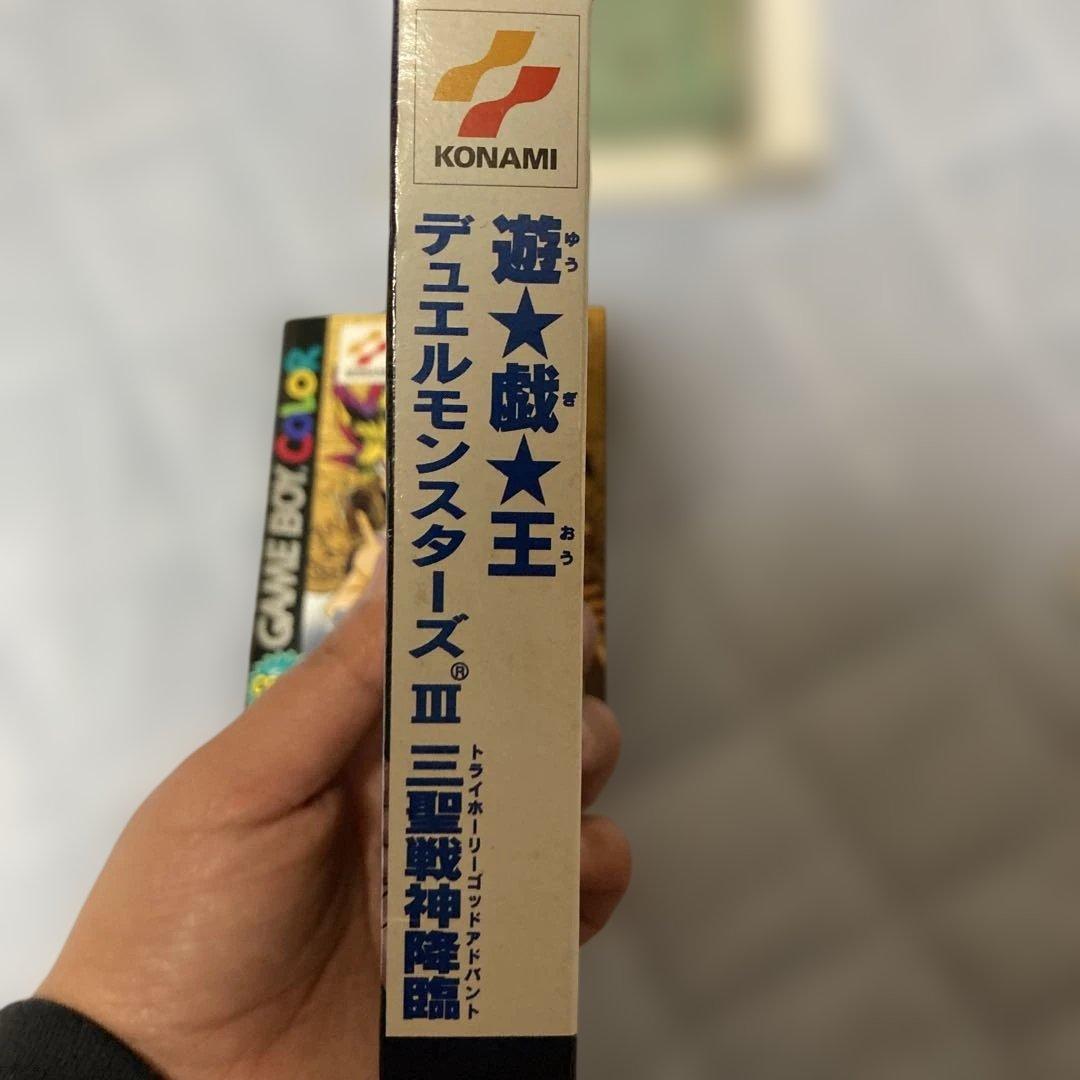 KONAMI
遊★戯★王
ゆう
ぎ
おう
デュエルモンスターズ® III 三聖戦神降臨
トライホーリーゴッドアドバント
GAME BOY COLOR